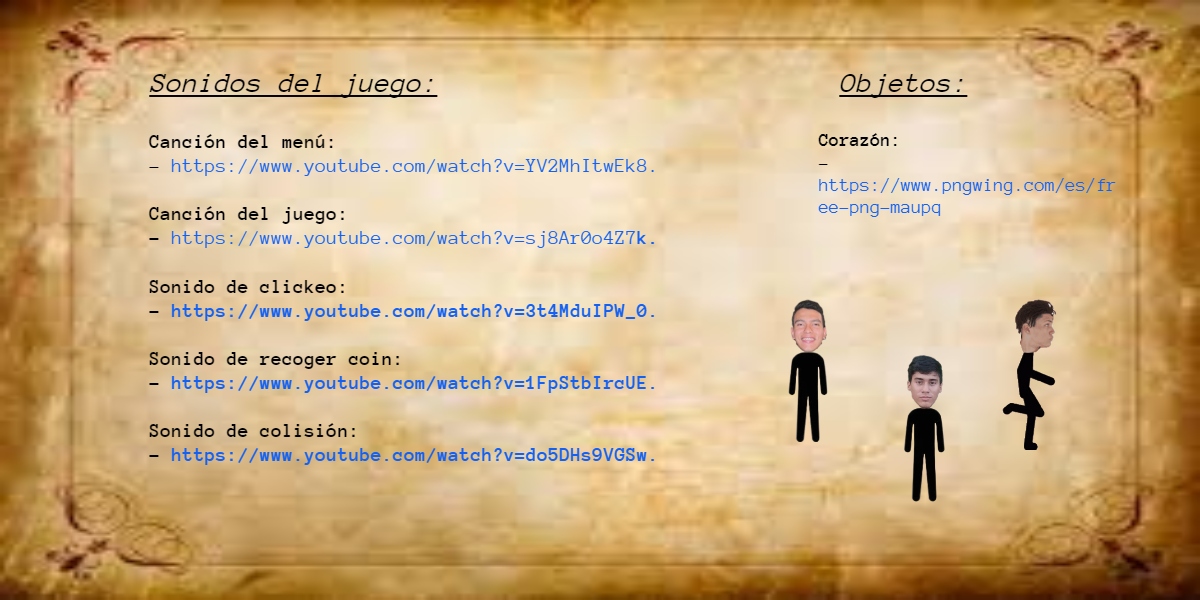 Sonidos del juego:
Canción del menú:
- https://www.youtube.com/watch?v=YV2MhItwEk8.
Canción del juego:
- https://www.youtube.com/watch?v=sj8Ar0o4Z7k.
Sonido de clickeo:
- https://www.youtube.com/watch?v=3t4MduIPW_0.
Sonido de recoger coin:
- https://www.youtube.com/watch?v=1FpStbIrcUE.
Sonido de colisión:
- https://www.youtube.com/watch?v=do5DHs9VGSw.
Objetos:
Corazón:
-
https://www.pngwing.com/es/fr
ee-png-maupq